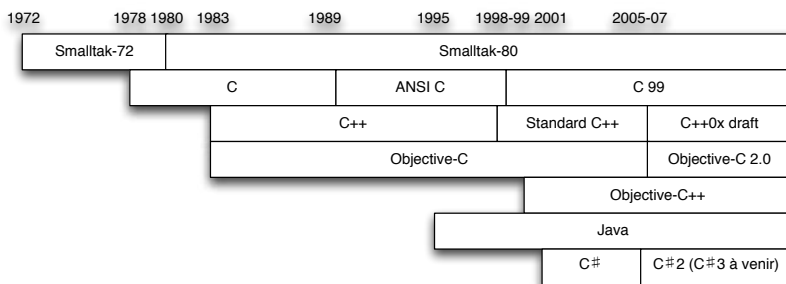 1972 1978 1980 1983 1989 1995 1998-99 2001 2005-07
Smalltak-72 Smalltak-80
C ANSI C C 99
C++ Standard C++ C++0x draft
Objective-C Objective-C 2.0
Objective-C++
Java
C♯ C♯2 (C♯3 à venir)